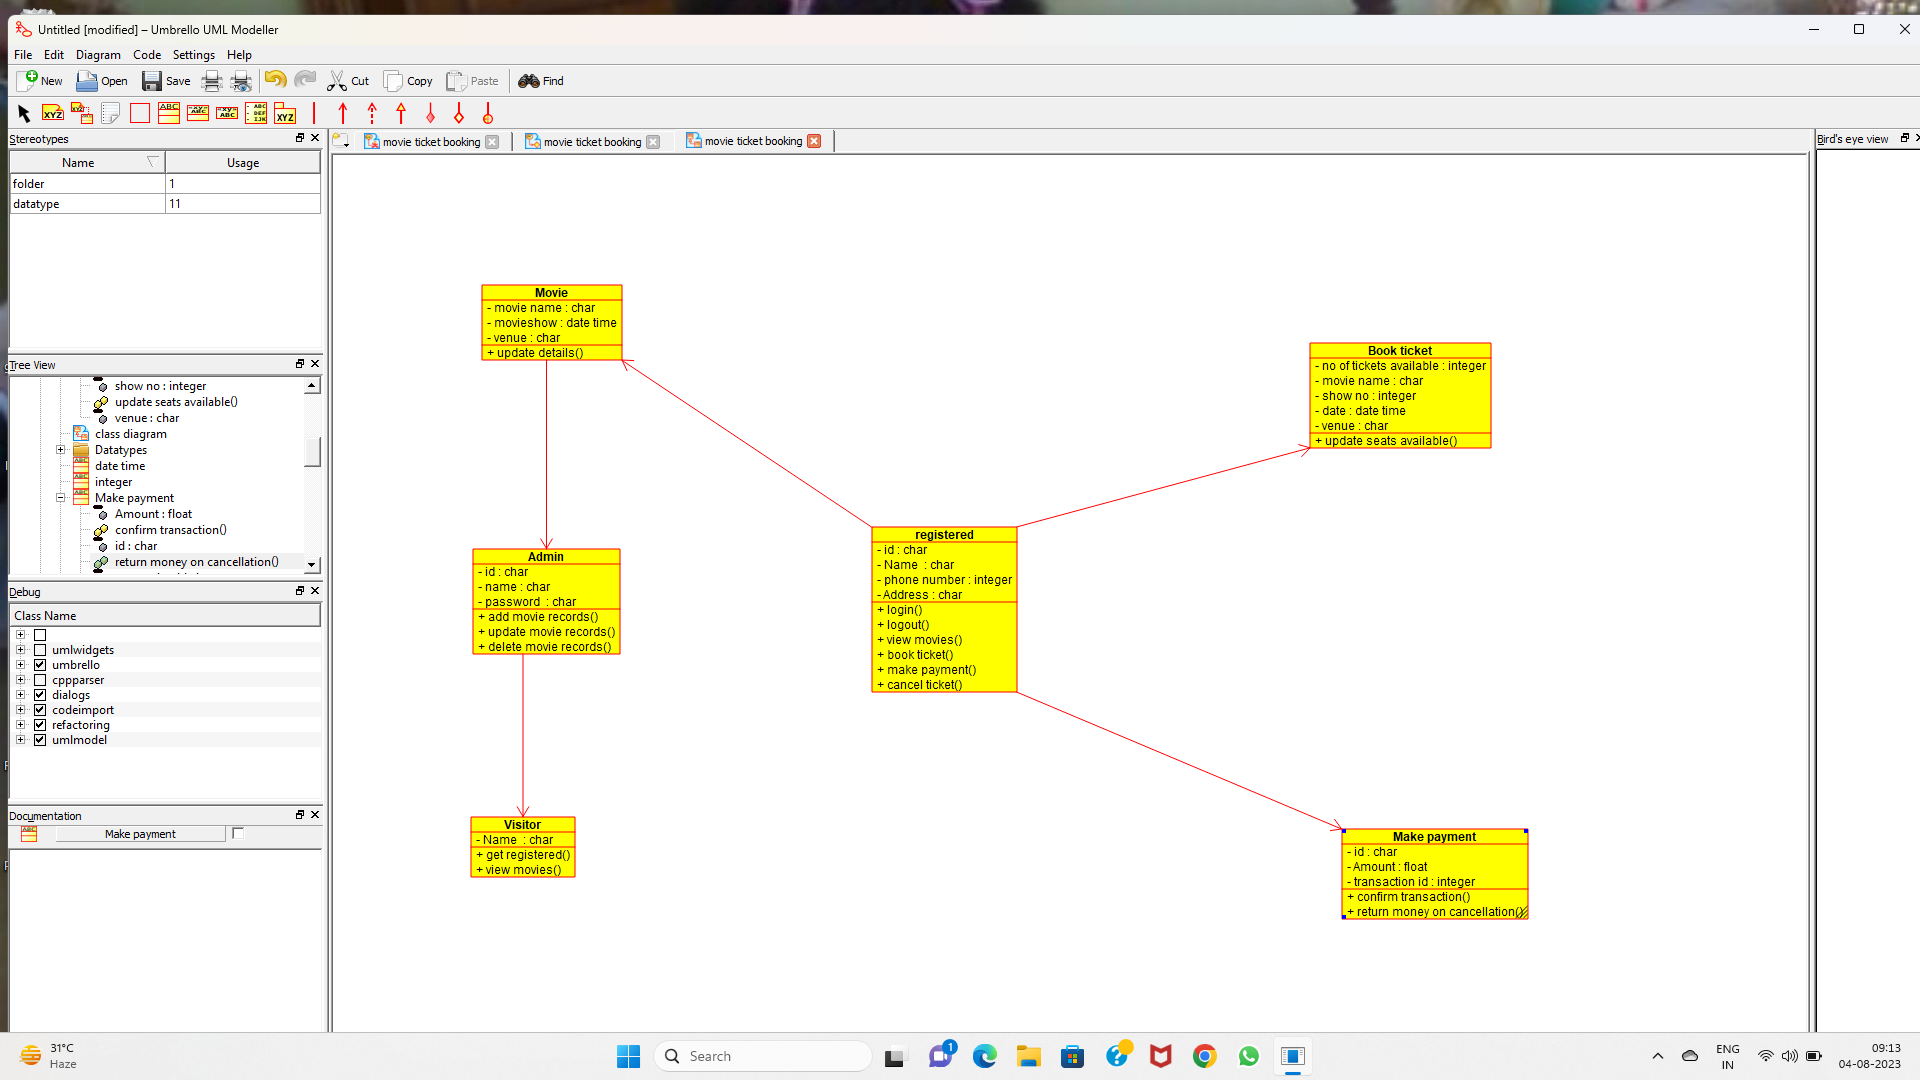 Untitled [modified] – Umbrello UML Modeller
File Edit Diagram Code Settings Help
New Open Save Cut Copy Paste Find
Stereotypes
Name Usage
folder 1
datatype 11
Tree View
show no : integer
update seats available()
venue : char
class diagram
Datatypes
date time
integer
Make payment
Amount : float
confirm transaction()
id : char
return money on cancellation()
Debug
Class Name
umlwidgets
umbrello
cppparser
dialogs
codeimport
refactoring
umlmodel
Documentation
Make payment
movie ticket booking
movie ticket booking
movie ticket booking
Bird's eye view
Movie
- movie name : char
- movieshow : date time
- venue : char
+ update details()
Book ticket
- no of tickets available : integer
- movie name : char
- show no : integer
- date : date time
- venue : char
+ update seats available()
registered
- id : char
- Name : char
- phone number : integer
- Address : char
+ login()
+ logout()
+ view movies()
+ book ticket()
+ make payment()
+ cancel ticket()
Admin
- id : char
- name : char
- password : char
+ add movie records()
+ update movie records()
+ delete movie records()
Visitor
- Name : char
+ get registered()
+ view movies()
Make payment
- id : char
- Amount : float
- transaction id : integer
+ confirm transaction()
+ return money on cancellation()
31°C
Haze
Search
1
ENG
IN
09:13
04-08-2023